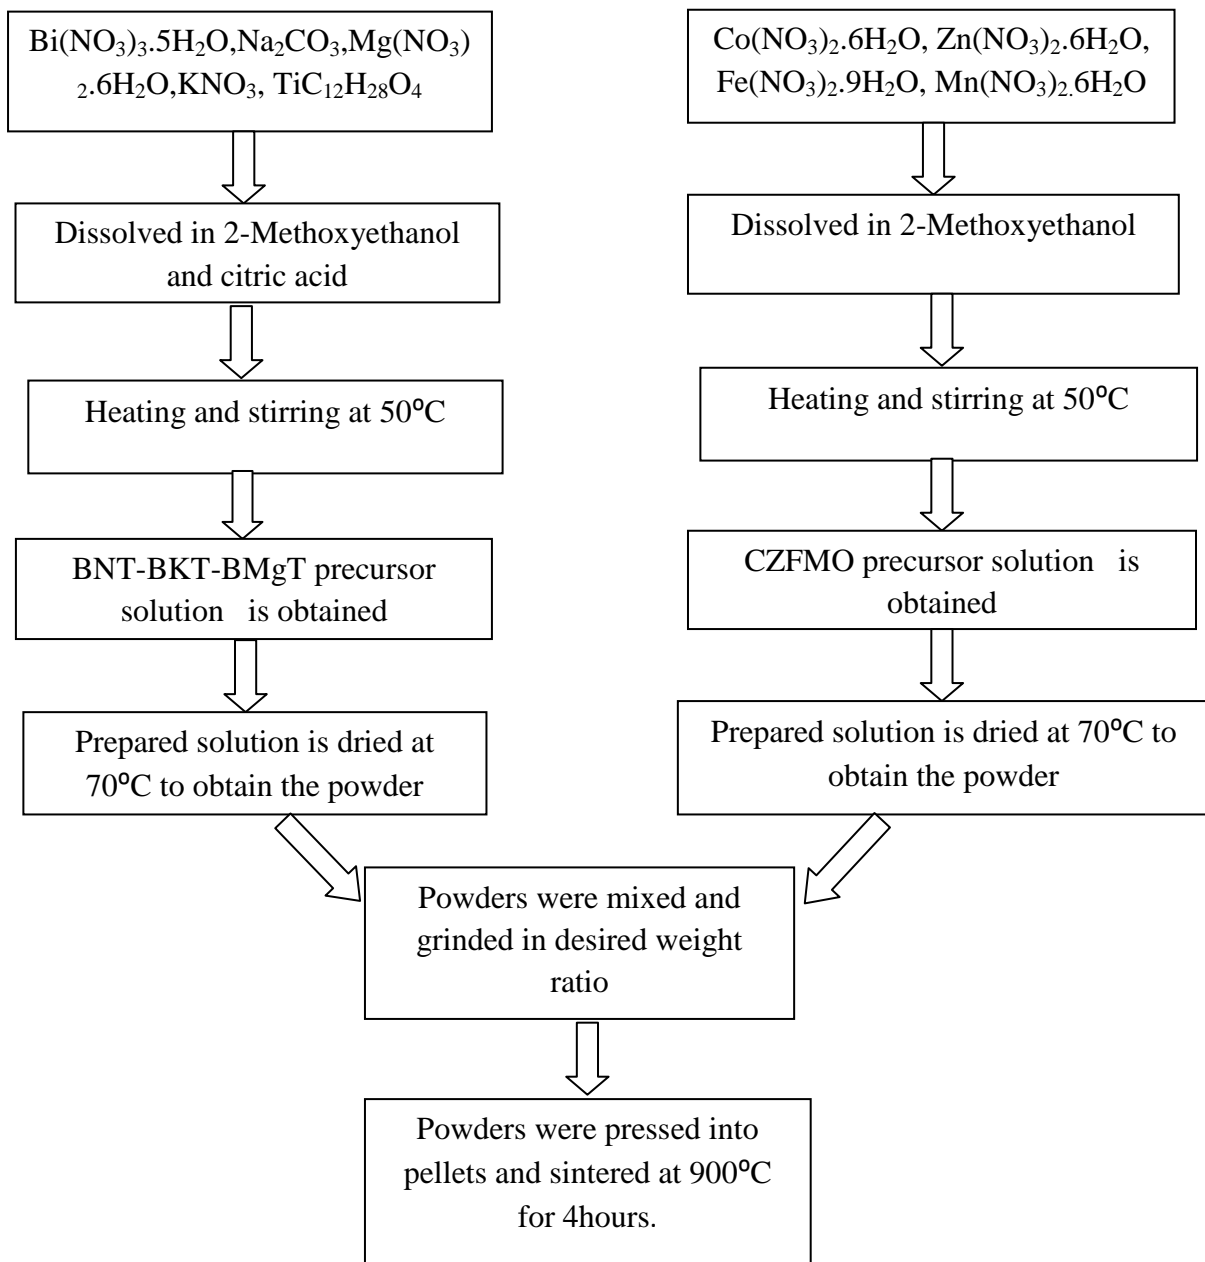 Bi(NO₃)₃.5H₂O,Na₂CO₃,Mg(NO₃)
₂.6H₂O,KNO₃, TiC₁₂H₂₈O₄
Dissolved in 2-Methoxyethanol
and citric acid
Heating and stirring at 50⁰C
BNT-BKT-BMgT precursor
solution is obtained
Prepared solution is dried at
70⁰C to obtain the powder
Co(NO₃)₂.6H₂O, Zn(NO₃)₂.6H₂O,
Fe(NO₃)₂.9H₂O, Mn(NO₃)₂.6H₂O
Dissolved in 2-Methoxyethanol
Heating and stirring at 50⁰C
CZFMO precursor solution is
obtained
Prepared solution is dried at 70⁰C to
obtain the powder
Powders were mixed and
grinded in desired weight
ratio
Powders were pressed into
pellets and sintered at 900⁰C
for 4hours.